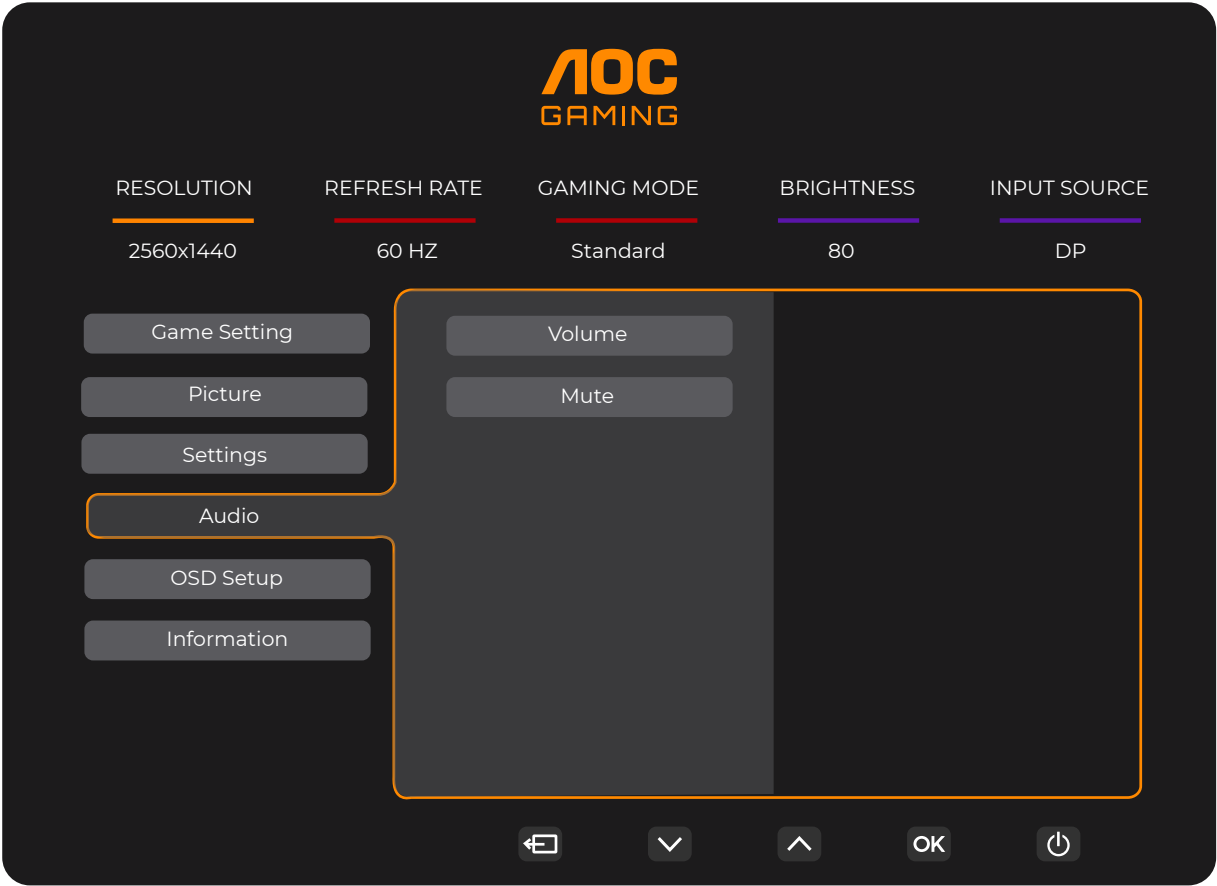 AOC
GAMING
RESOLUTION REFRESH RATE GAMING MODE BRIGHTNESS INPUT SOURCE
2560x1440 60 HZ Standard 80 DP
Game Setting Volume
Picture Mute
Settings
Audio
OSD Setup
Information
OK